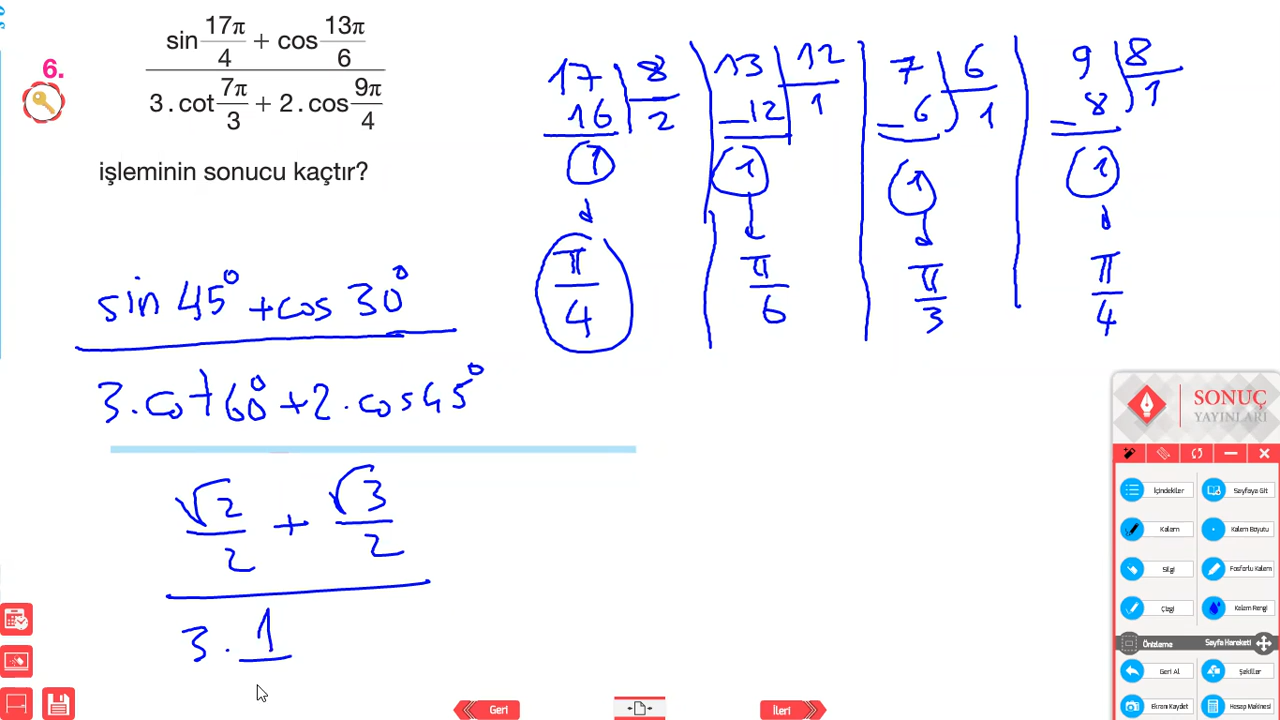 6.
sin 17π/4 + cos 13π/6
3 . cot 7π/3 + 2 . cos 9π/4
işleminin sonucu kaçtır?
17 8
16 2
1
π/4
13 12
_12 1
1
π/6
7 6
_6 1
1
π/3
9 8
_8 1
1
π/4
sin 45° + cos 30°
3 . cot 60° + 2 . cos 45°
√2/2 + √3/2
3 . 1
SONUÇ
YAYINLARI
İçindekiler
Sayfaya Git
Kalem
Kalem Boyutu
Silgi
Fosforlu Kalem
Çizgi
Kalem Rengi
Önizleme
Sayfa Hareketi
Geri Al
Şekiller
Ekran Kaydet
Hesap Makinesi
Geri
İleri